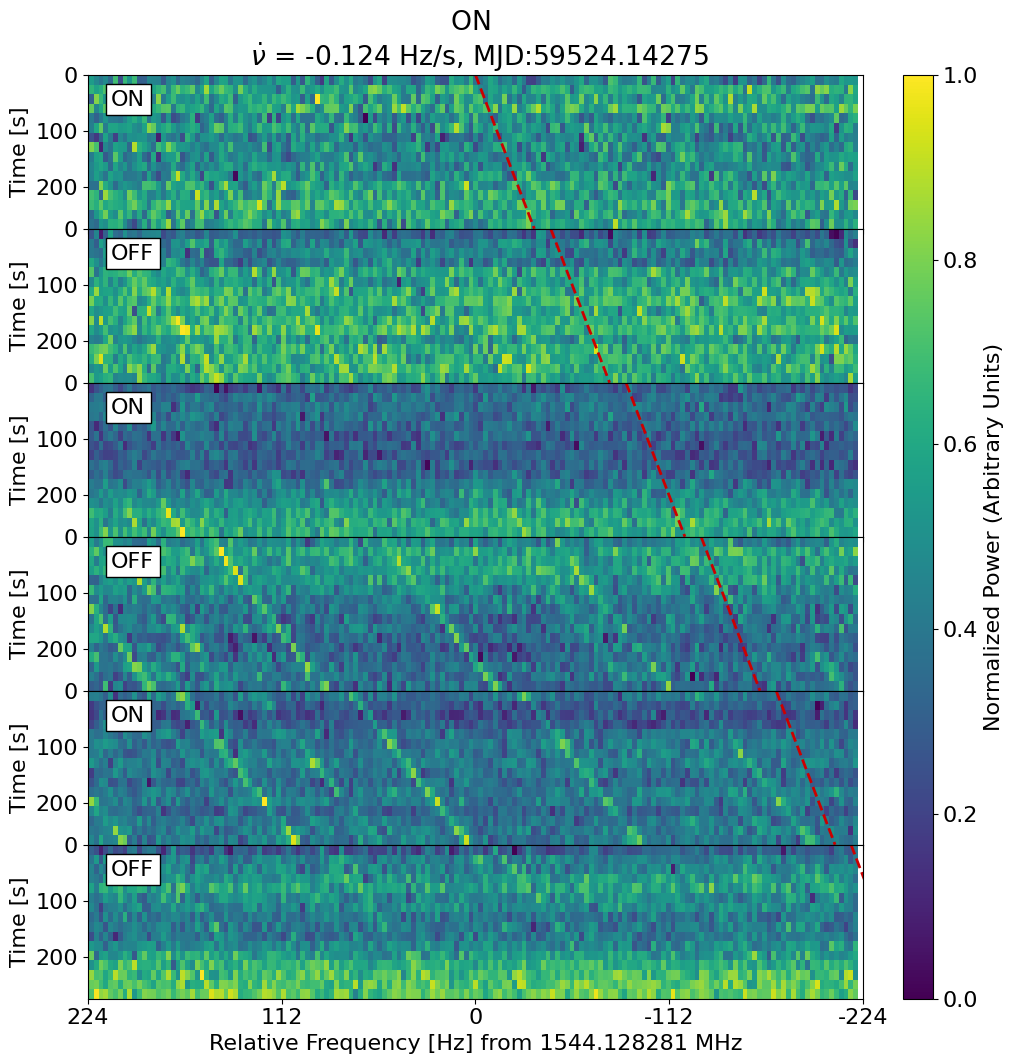 ON
ν̇ = -0.124 Hz/s, MJD:59524.14275
0
100
200
Time [s]
ON
0
100
200
Time [s]
OFF
0
100
200
Time [s]
ON
0
100
200
Time [s]
OFF
0
100
200
Time [s]
ON
0
100
200
Time [s]
OFF
224 112 0 -112 -224
Relative Frequency [Hz] from 1544.128281 MHz
1.0
0.8
0.6
0.4
0.2
0.0
Normalized Power (Arbitrary Units)